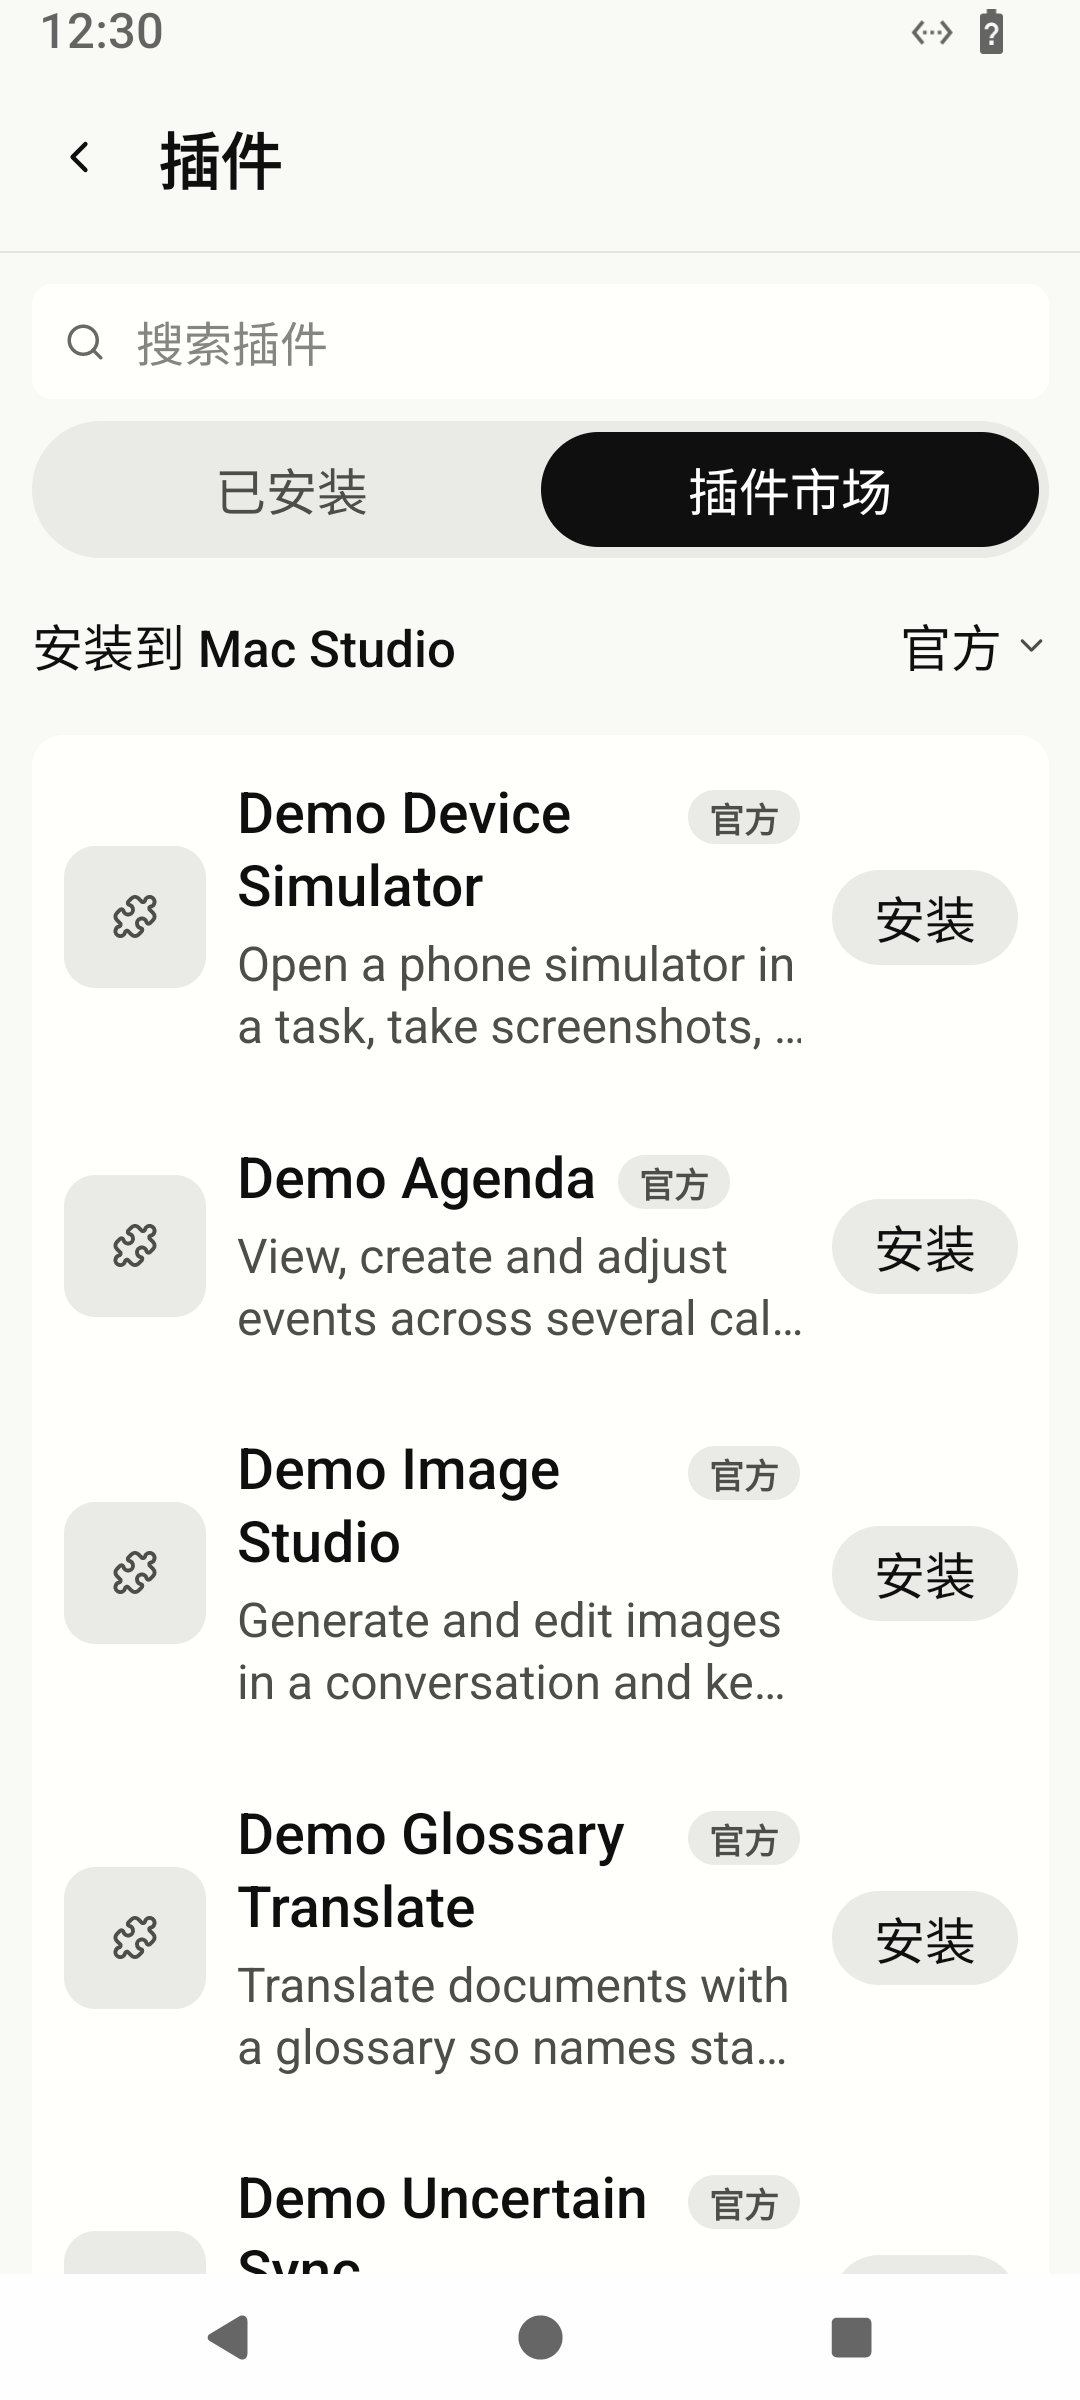 12:30
插件
搜索插件
已安装
插件市场
安装到 Mac Studio
官方
Demo Device
官方
Simulator
Open a phone simulator in
a task, take screenshots, …
安装
Demo Agenda
官方
View, create and adjust
events across several cal…
安装
Demo Image
官方
Studio
Generate and edit images
in a conversation and ke…
安装
Demo Glossary
官方
Translate
Translate documents with
a glossary so names sta…
安装
Demo Uncertain
官方
Sync